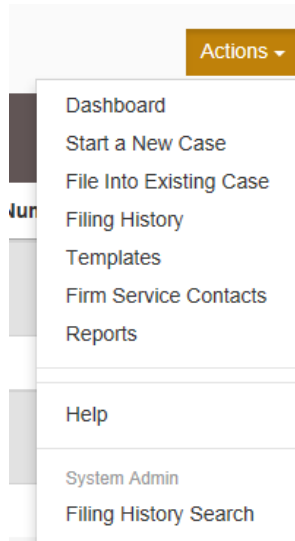 Actions
Dashboard
Start a New Case
File Into Existing Case
Filing History
Templates
Firm Service Contacts
Reports
Help
System Admin
Filing History Search